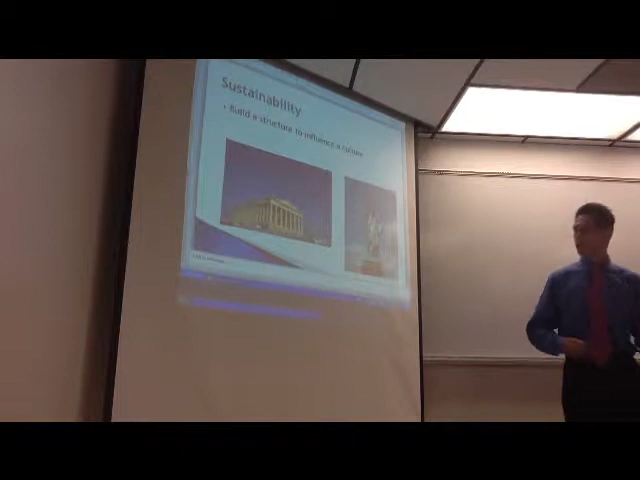 Sustainability
• Build a structure to influence a culture